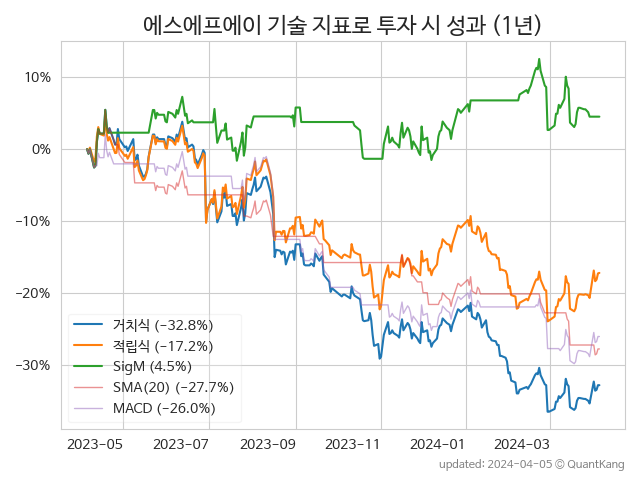 에스에프에이 기술 지표로 투자 시 성과 (1년)
10%
0%
−10%
−20%
−30%
거치식 (−32.8%)
적립식 (−17.2%)
SigM (4.5%)
SMA(20) (−27.7%)
MACD (−26.0%)
2023−05 2023−07 2023−09 2023−11 2024−01 2024−03
updated: 2024−04−05 © QuantKang